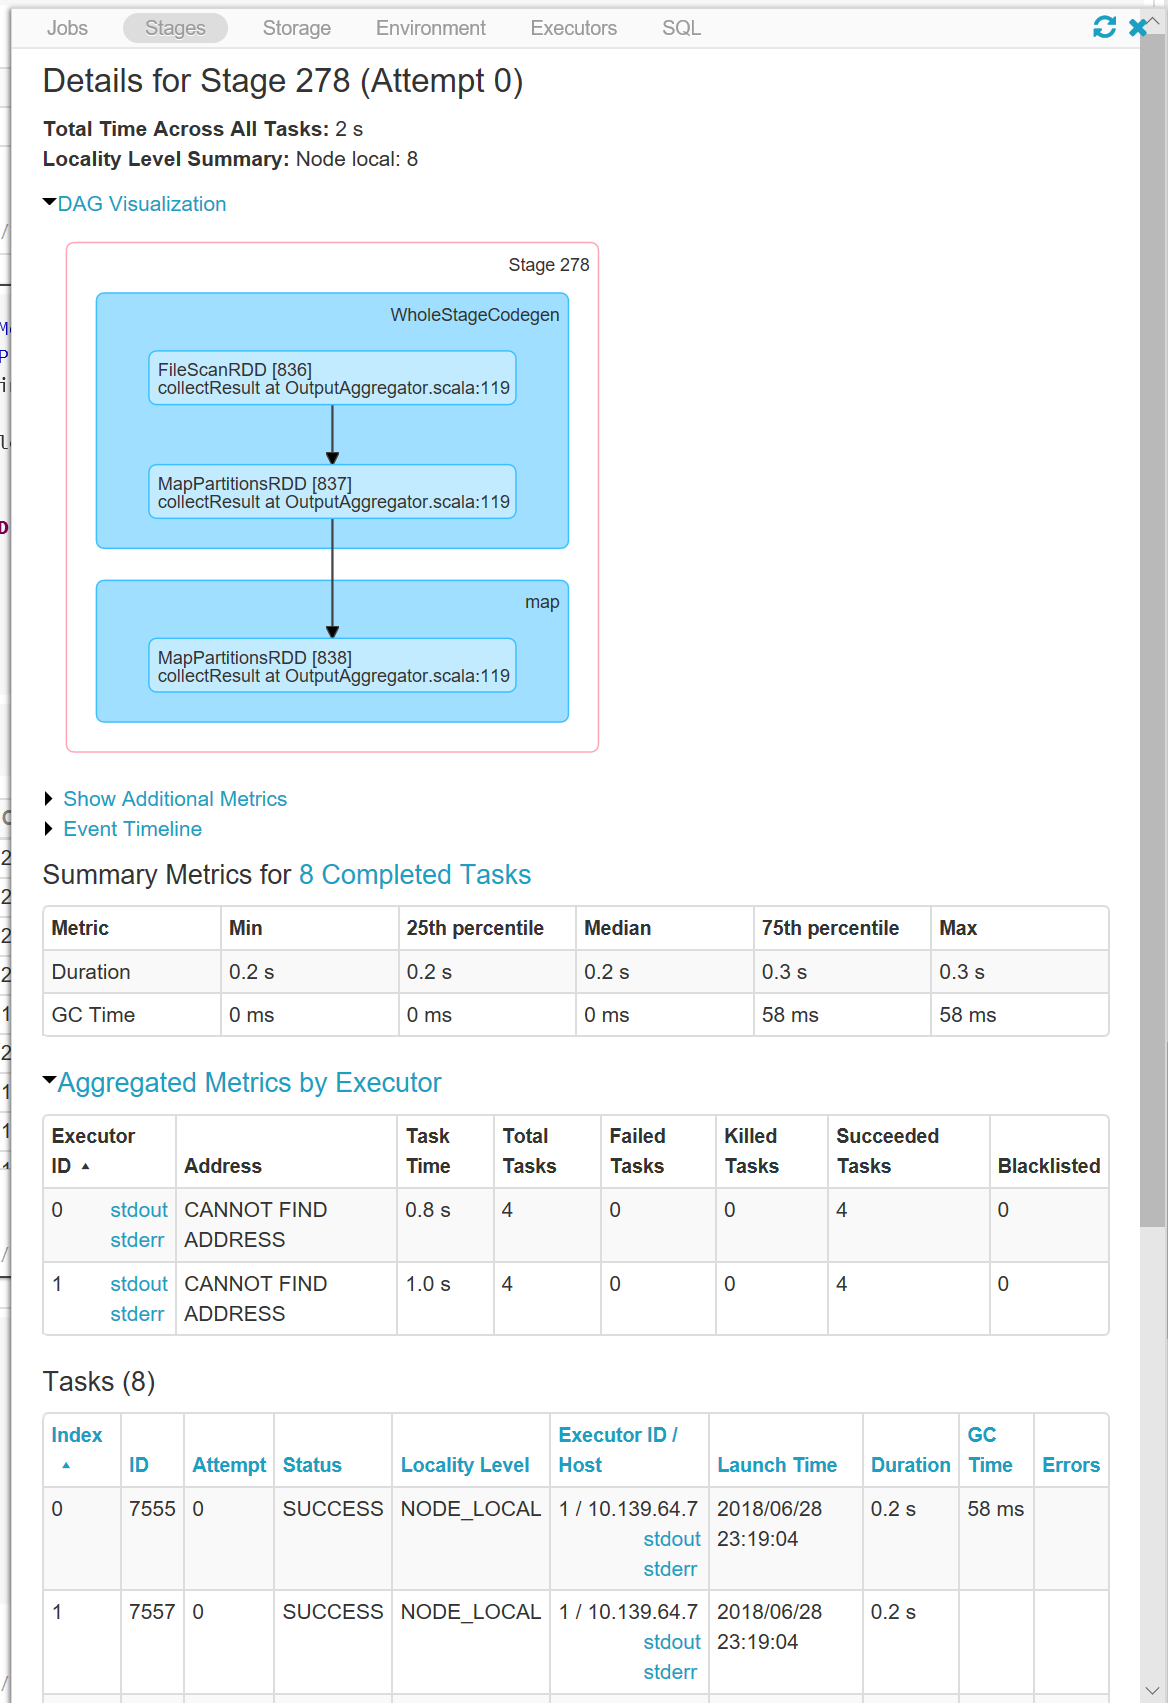 Jobs Stages Storage Environment Executors SQL
Details for Stage 278 (Attempt 0)
Total Time Across All Tasks: 2 s
Locality Level Summary: Node local: 8
DAG Visualization
Stage 278
WholeStageCodegen
FileScanRDD [836]
collectResult at OutputAggregator.scala:119
MapPartitionsRDD [837]
collectResult at OutputAggregator.scala:119
map
MapPartitionsRDD [838]
collectResult at OutputAggregator.scala:119
Show Additional Metrics
Event Timeline
Summary Metrics for 8 Completed Tasks
Metric Min 25th percentile Median 75th percentile Max
Duration 0.2 s 0.2 s 0.2 s 0.3 s 0.3 s
GC Time 0 ms 0 ms 0 ms 58 ms 58 ms
Aggregated Metrics by Executor
Executor Task Total Failed Killed Succeeded
ID Address Time Tasks Tasks Tasks Tasks Blacklisted
0 stdout CANNOT FIND 0.8 s 4 0 0 4 0
stderr ADDRESS
1 stdout CANNOT FIND 1.0 s 4 0 0 4 0
stderr ADDRESS
Tasks (8)
Index Executor ID / GC
ID Attempt Status Locality Level Host Launch Time Duration Time Errors
0 7555 0 SUCCESS NODE_LOCAL 1 / 10.139.64.7 2018/06/28 0.2 s 58 ms
stdout 23:19:04
stderr
1 7557 0 SUCCESS NODE_LOCAL 1 / 10.139.64.7 2018/06/28 0.2 s
stdout 23:19:04
stderr